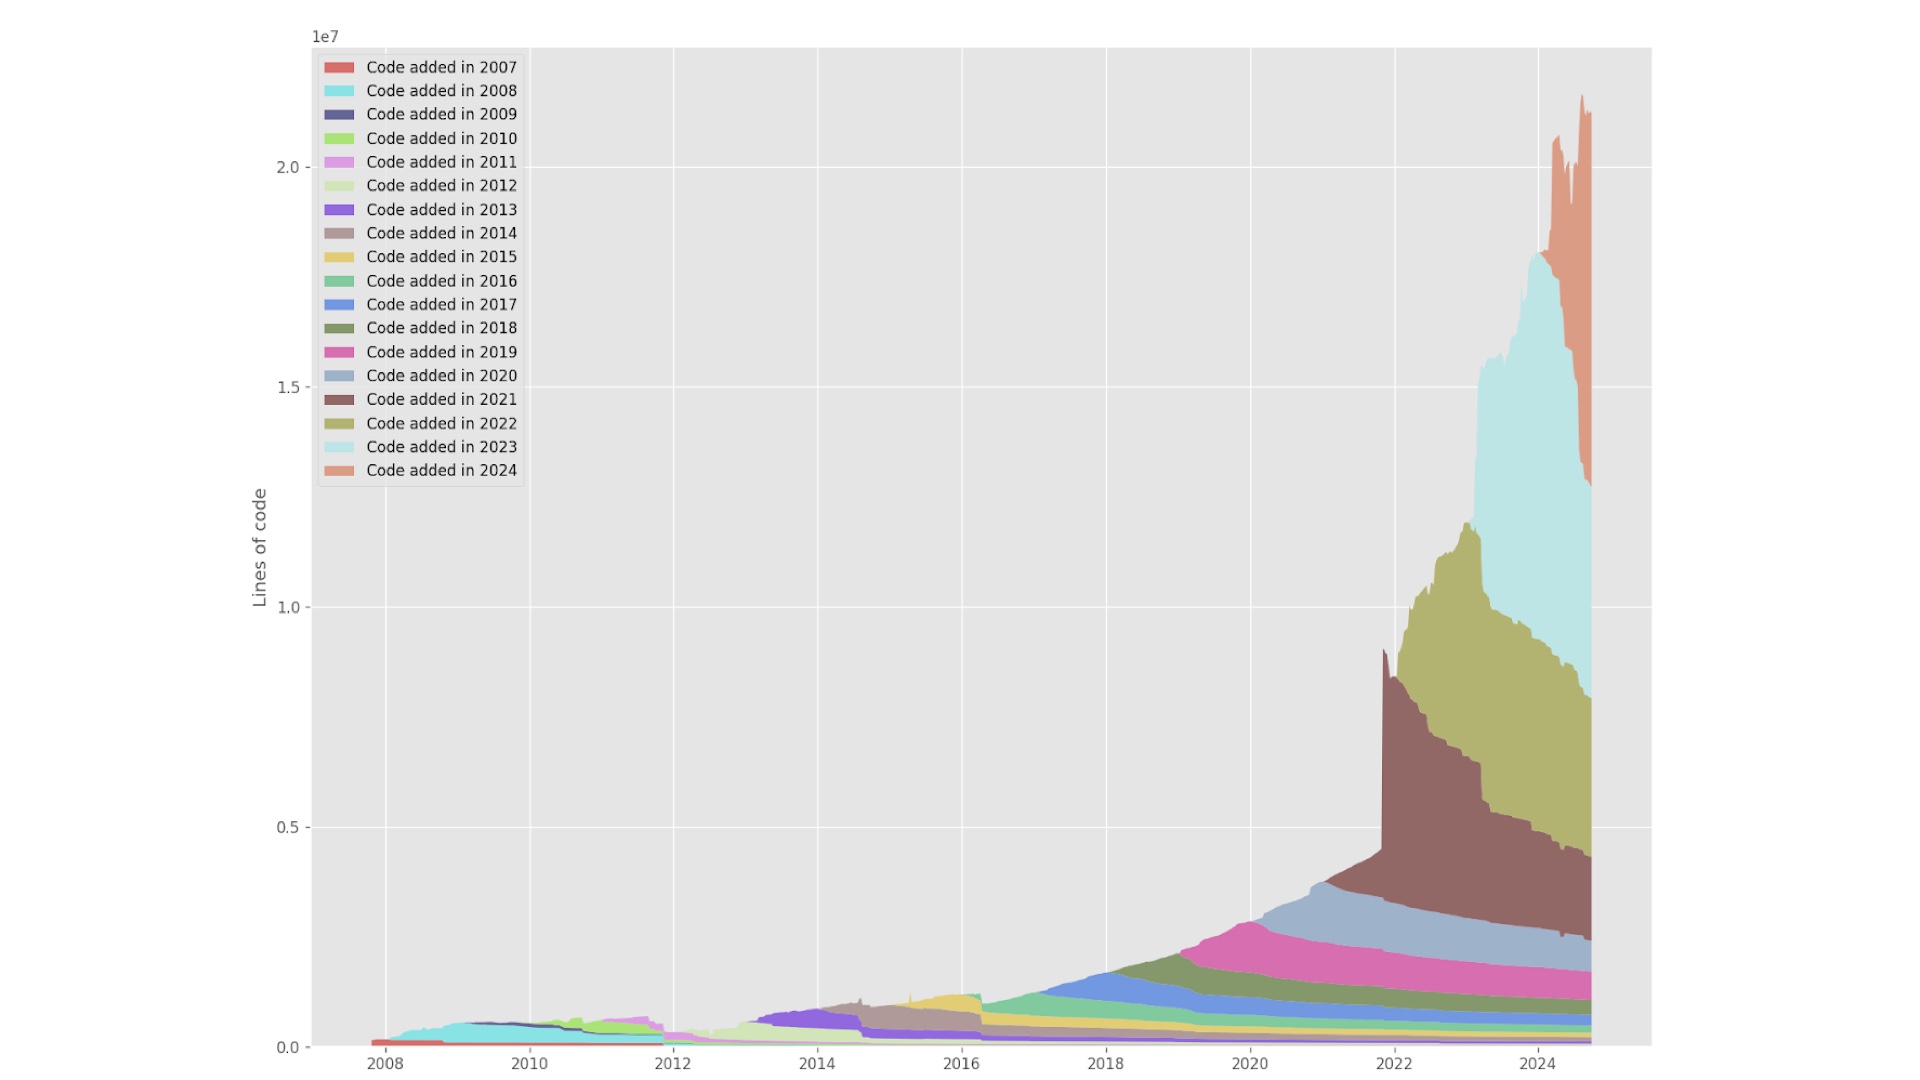 1e7
Code added in 2007
Code added in 2008
Code added in 2009
Code added in 2010
Code added in 2011
Code added in 2012
Code added in 2013
Code added in 2014
Code added in 2015
Code added in 2016
Code added in 2017
Code added in 2018
Code added in 2019
Code added in 2020
Code added in 2021
Code added in 2022
Code added in 2023
Code added in 2024
2.0
1.5
1.0
0.5
0.0
Lines of code
2008 2010 2012 2014 2016 2018 2020 2022 2024